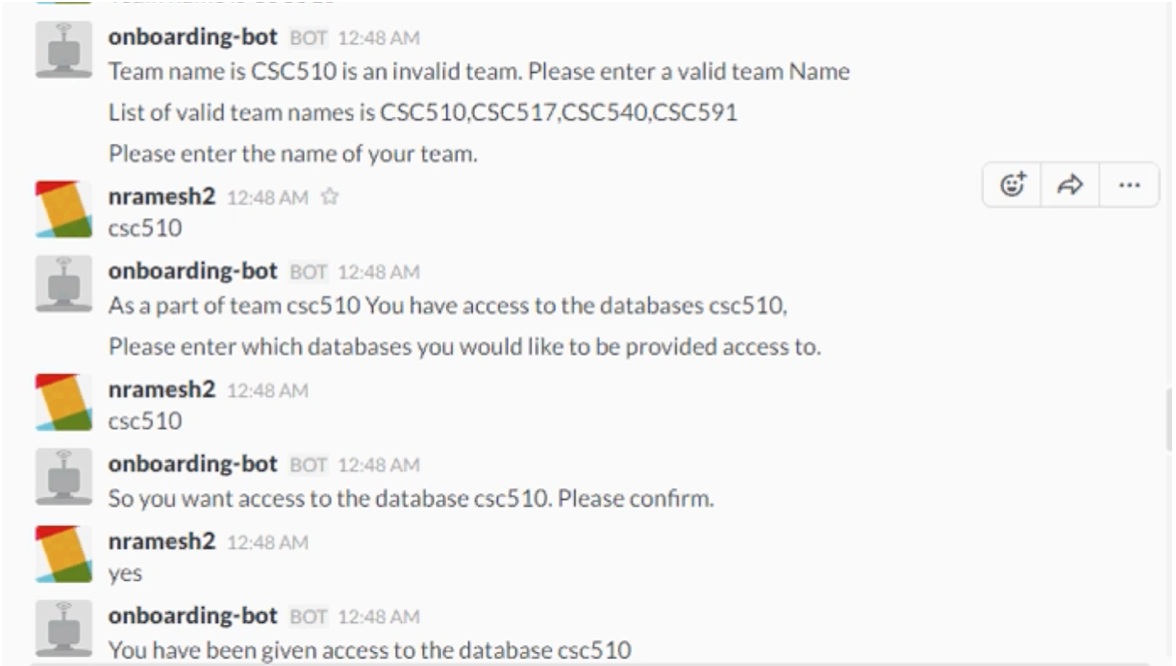 onboarding-bot BOT 12:48 AM
Team name is CSC510 is an invalid team. Please enter a valid team Name
List of valid team names is CSC510,CSC517,CSC540,CSC591
Please enter the name of your team.
nramesh2 12:48 AM
csc510
onboarding-bot BOT 12:48 AM
As a part of team csc510 You have access to the databases csc510,
Please enter which databases you would like to be provided access to.
nramesh2 12:48 AM
csc510
onboarding-bot BOT 12:48 AM
So you want access to the database csc510. Please confirm.
nramesh2 12:48 AM
yes
onboarding-bot BOT 12:48 AM
You have been given access to the database csc510